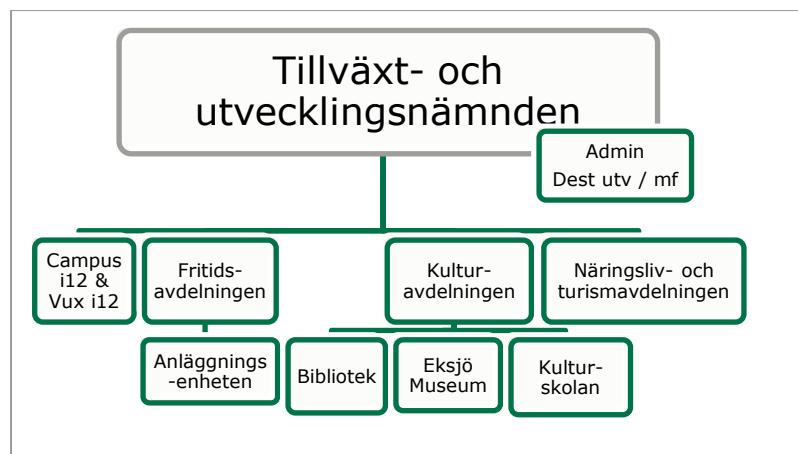 Tillväxt- och
utvecklingsnämnden
Admin
Dest utv / mf
Campus
i12 &
Vux i12
Fritids-
avdelningen
Kultur-
avdelningen
Näringsliv- och
turismavdelningen
Anläggnings
-enheten
Bibliotek
Eksjö
Museum
Kultur-
skolan